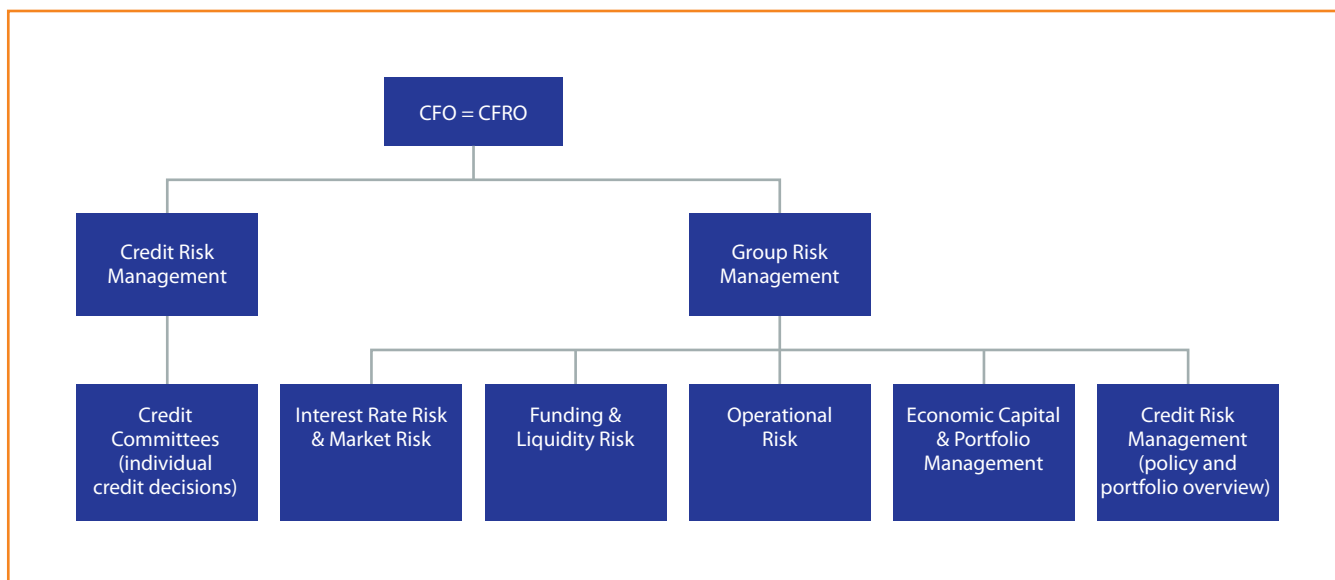 CFO = CFRO
Credit Risk
Management
Group Risk
Management
Credit
Committees
(individual
credit decisions)
Interest Rate Risk
& Market Risk
Funding &
Liquidity Risk
Operational
Risk
Economic Capital
& Portfolio
Management
Credit Risk
Management
(policy and
portfolio overview)